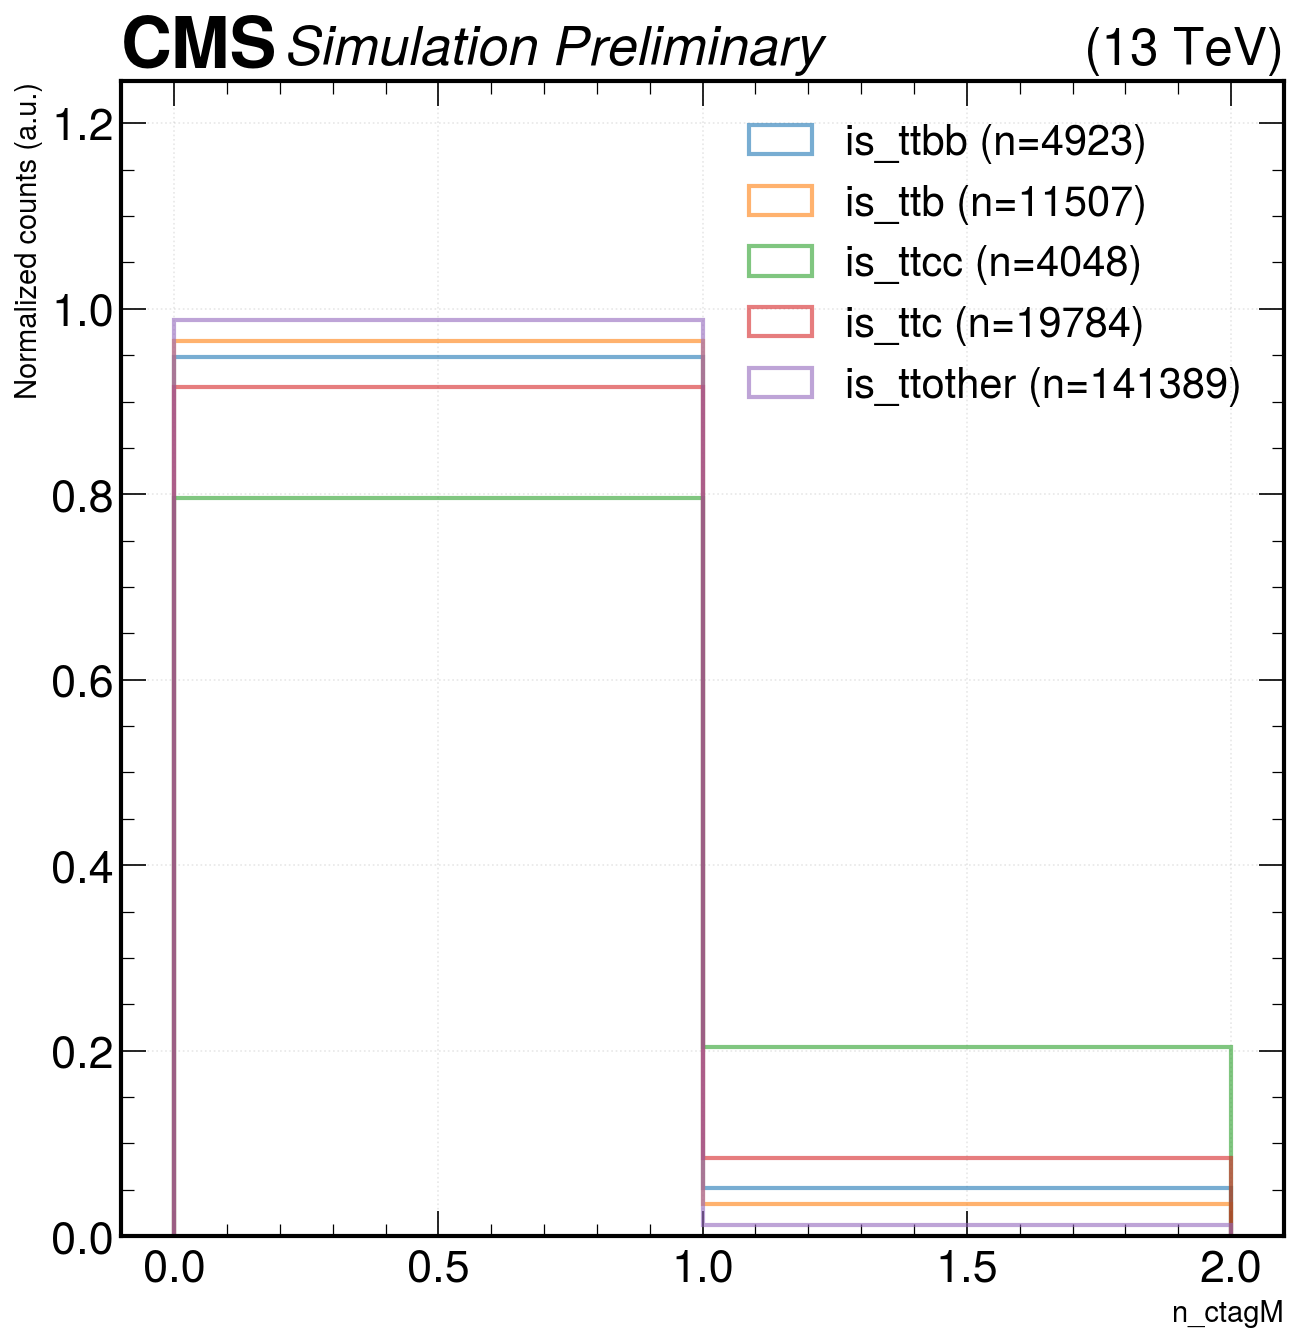 CMS Simulation Preliminary (13 TeV)
Normalized counts (a.u.)
1.2
1.0
0.8
0.6
0.4
0.2
0.0
is_ttbb (n=4923)
is_ttb (n=11507)
is_ttcc (n=4048)
is_ttc (n=19784)
is_ttother (n=141389)
0.0 0.5 1.0 1.5 2.0
n_ctagM